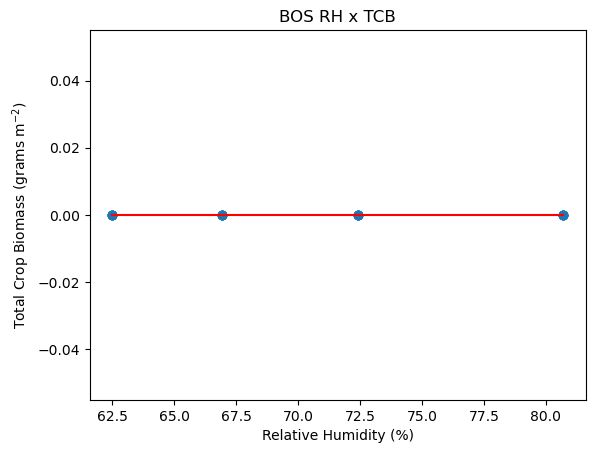 BOS RH x TCB
Total Crop Biomass (grams m⁻²)
0.04
0.02
0.00
−0.02
−0.04
62.5 65.0 67.5 70.0 72.5 75.0 77.5 80.0
Relative Humidity (%)